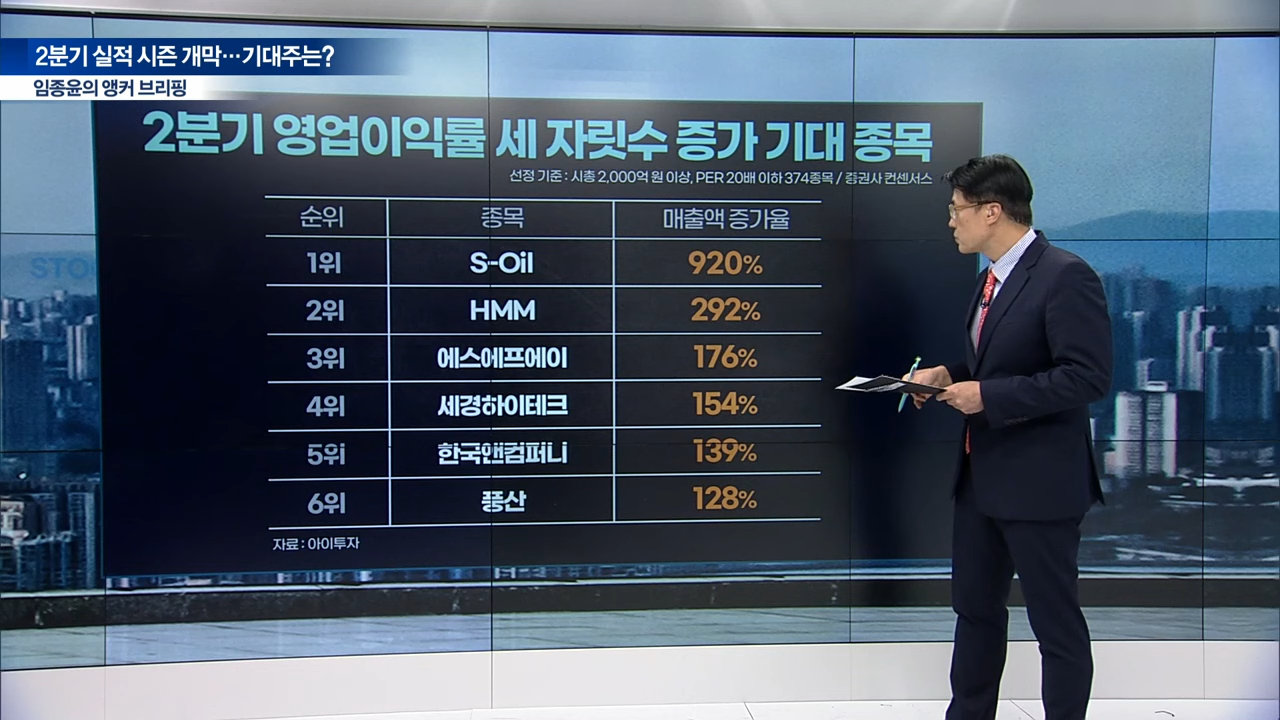 2분기 실적 시즌 개막…기대주는?
임종윤의 앵커 브리핑
2분기 영업이익률 세 자릿수 증가 기대 종목
선정 기준 : 시총 2,000억 원 이상, PER 20배 이하 374종목 / 증권사 컨센서스
순위 종목 매출액 증가율
1위 S-Oil 920%
2위 HMM 292%
3위 에스에프에이 176%
4위 세경하이테크 154%
5위 한국앤컴퍼니 139%
6위 풍산 128%
자료 : 아이투자